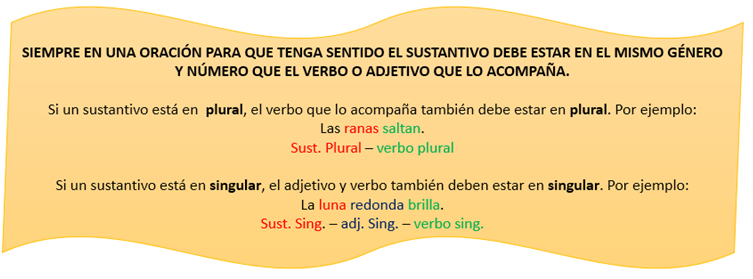 SIEMPRE EN UNA ORACIÓN PARA QUE TENGA SENTIDO EL SUSTANTIVO DEBE ESTAR EN EL MISMO GÉNERO
Y NÚMERO QUE EL VERBO O ADJETIVO QUE LO ACOMPAÑA.
Si un sustantivo está en plural, el verbo que lo acompaña también debe estar en plural. Por ejemplo:
Las ranas saltan.
Sust. Plural – verbo plural
Si un sustantivo está en singular, el adjetivo y verbo también deben estar en singular. Por ejemplo:
La luna redonda brilla.
Sust. Sing. – adj. Sing. – verbo sing.